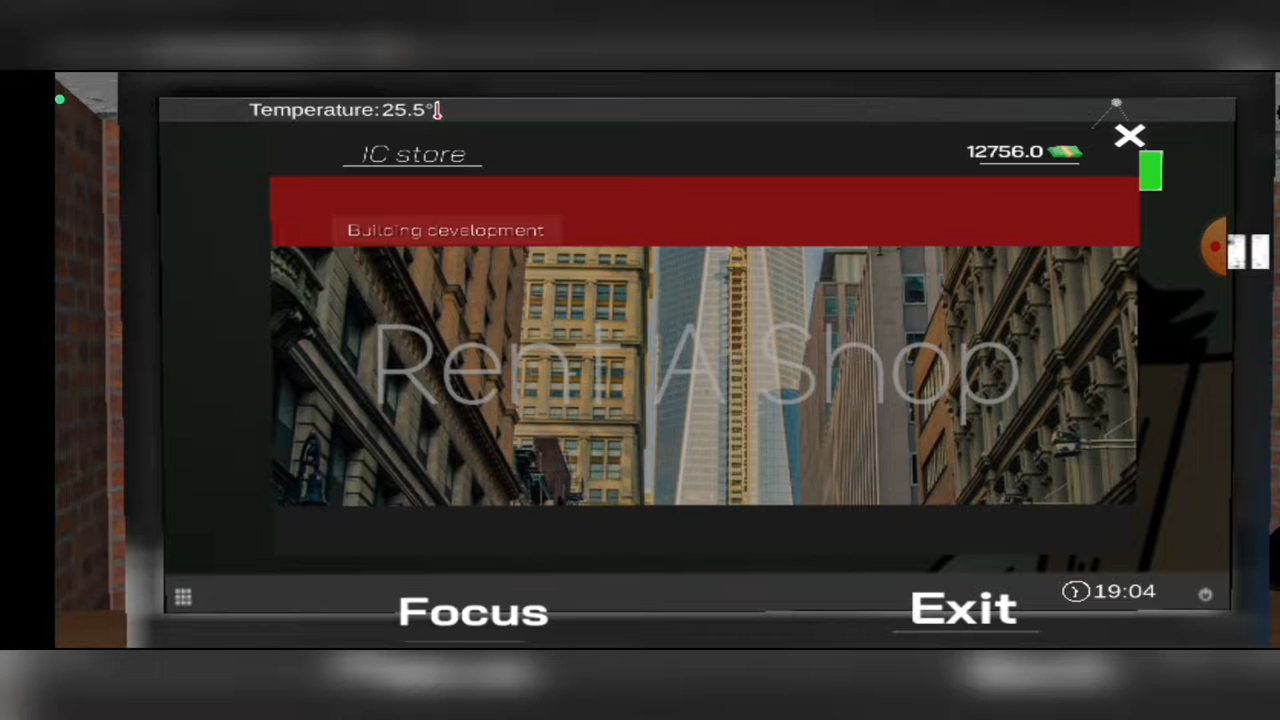 Temperature: 25.5°
IC store
12756.0
Building development
Rent A Shop
19:04
Focus
Exit